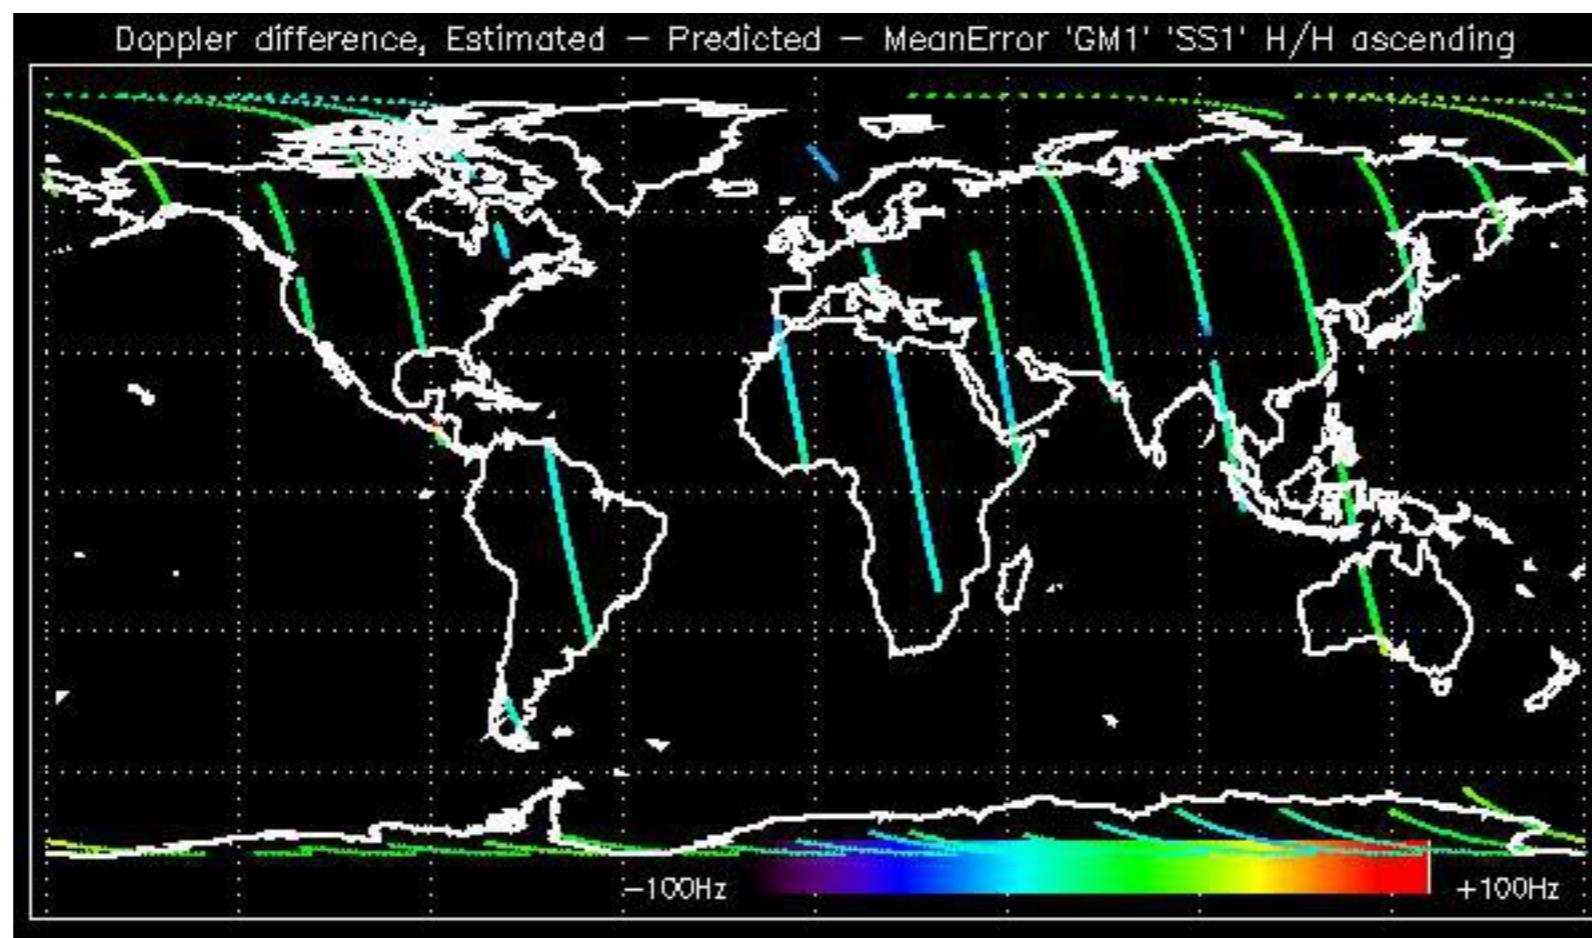 Doppler difference, Estimated – Predicted – MeanError 'GM1' 'SS1' H/H ascending
−100Hz +100Hz